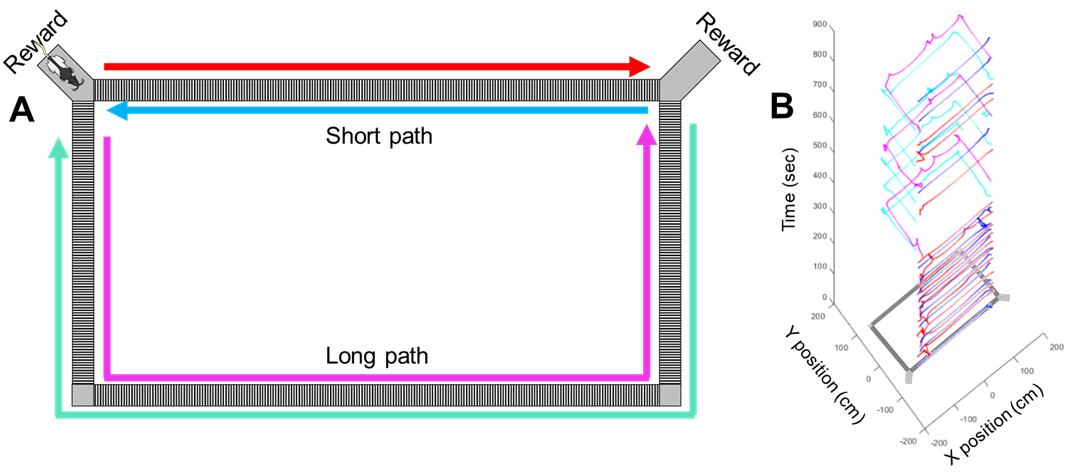 Reward
Reward
A
Short path
Long path
B
900
800
700
600
500
400
300
200
100
0
Time (sec)
200
100
0
-100
-200
Y position (cm)
-200
-100
0
100
200
X position (cm)